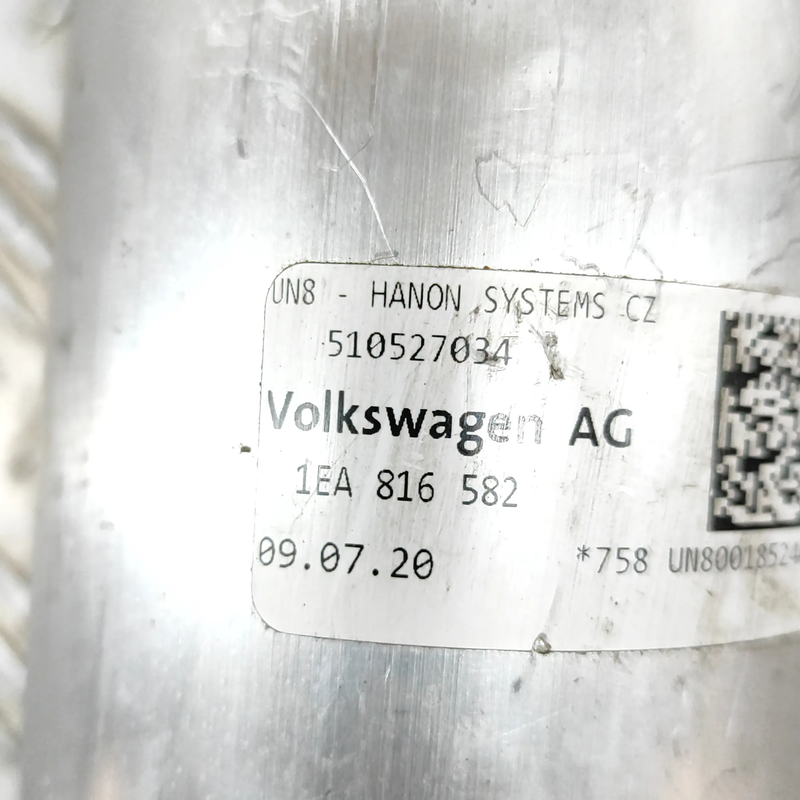 UN8 - HANON SYSTEMS CZ
510527034
Volkswagen AG
1EA 816 582
09.07.20
*758 UN80018524